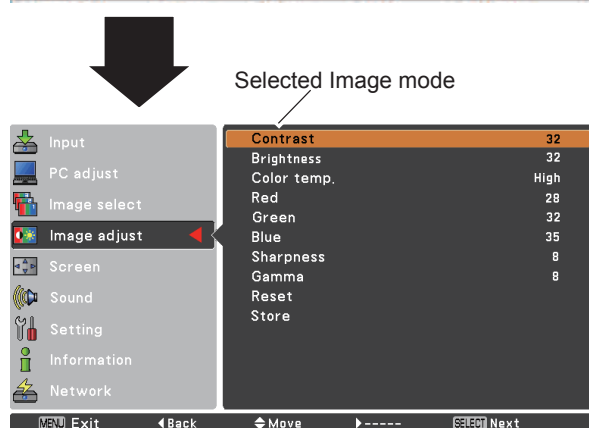 Selected Image mode
Input
PC adjust
Image select
Image adjust
Screen
Sound
Setting
Information
Network
Contrast 32
Brightness 32
Color temp. High
Red 28
Green 32
Blue 35
Sharpness 8
Gamma 8
Reset
Store
MENU Exit Back Move ----- SELECT Next